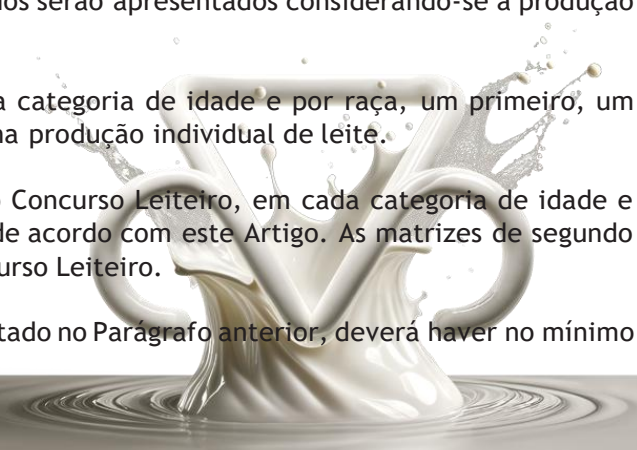 dos serão apresentados considerando-se a produção
a categoria de idade e por raça, um primeiro, um
na produção individual de leite.
o Concurso Leiteiro, em cada categoria de idade e
de acordo com este Artigo. As matrizes de segundo
urso Leiteiro.
tado no Parágrafo anterior, deverá haver no mínimo